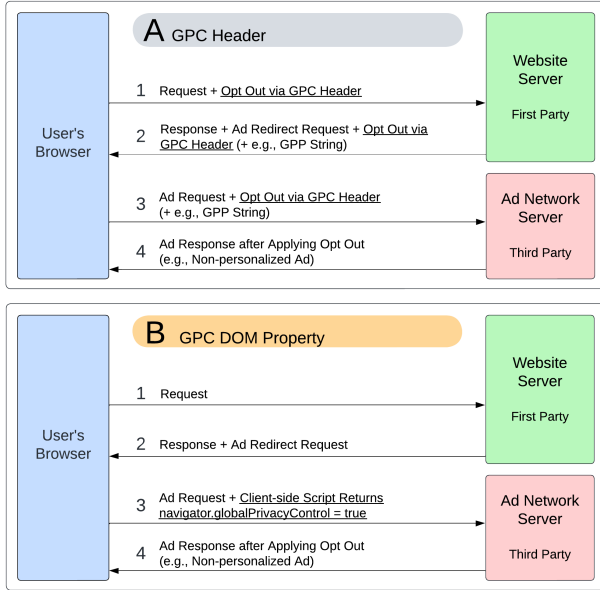 A GPC Header
User's
Browser
Website
Server
First Party
1 Request + Opt Out via GPC Header
2 Response + Ad Redirect Request + Opt Out via
GPC Header (+ e.g., GPP String)
3 Ad Request + Opt Out via GPC Header
(+ e.g., GPP String)
4 Ad Response after Applying Opt Out
(e.g., Non-personalized Ad)
Ad Network
Server
Third Party
B GPC DOM Property
User's
Browser
Website
Server
First Party
1 Request
2 Response + Ad Redirect Request
3 Ad Request + Client-side Script Returns
navigator.globalPrivacyControl = true
4 Ad Response after Applying Opt Out
(e.g., Non-personalized Ad)
Ad Network
Server
Third Party